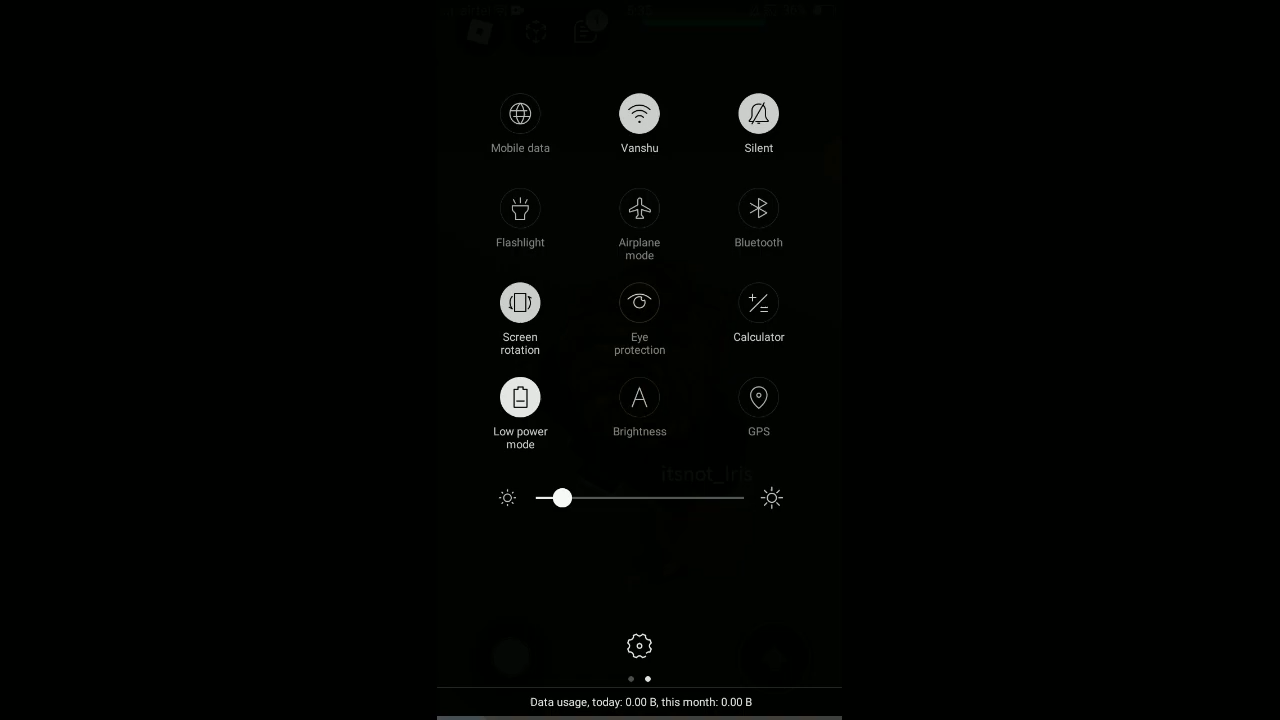 Mobile data
Vanshu
Silent
Flashlight
Airplane
mode
Bluetooth
Screen
rotation
Eye
protection
Calculator
Low power
mode
Brightness
GPS
itsnot_Iris
Data usage, today: 0.00 B, this month: 0.00 B